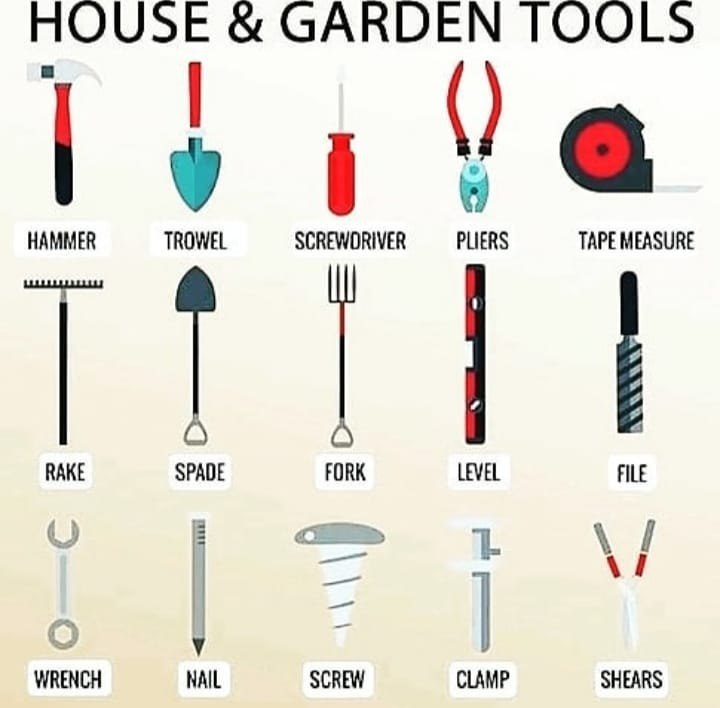 HOUSE & GARDEN TOOLS
HAMMER TROWEL SCREWDRIVER PLIERS TAPE MEASURE
RAKE SPADE FORK LEVEL FILE
WRENCH NAIL SCREW CLAMP SHEARS